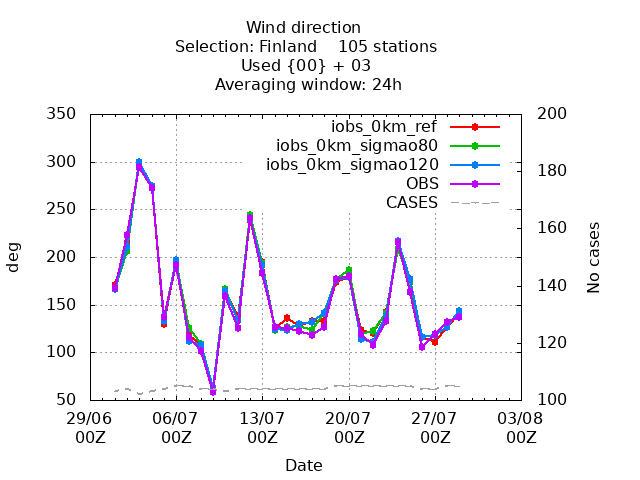 Wind direction
Selection: Finland    105 stations
Used {00} + 03
Averaging window: 24h
350
300
250
200
150
100
50
deg
200
180
160
140
120
100
No cases
iobs_0km_ref
iobs_0km_sigmao80
iobs_0km_sigmao120
OBS
CASES
29/06 06/07 13/07 20/07 27/07 03/08
00Z 00Z 00Z 00Z 00Z 00Z
Date